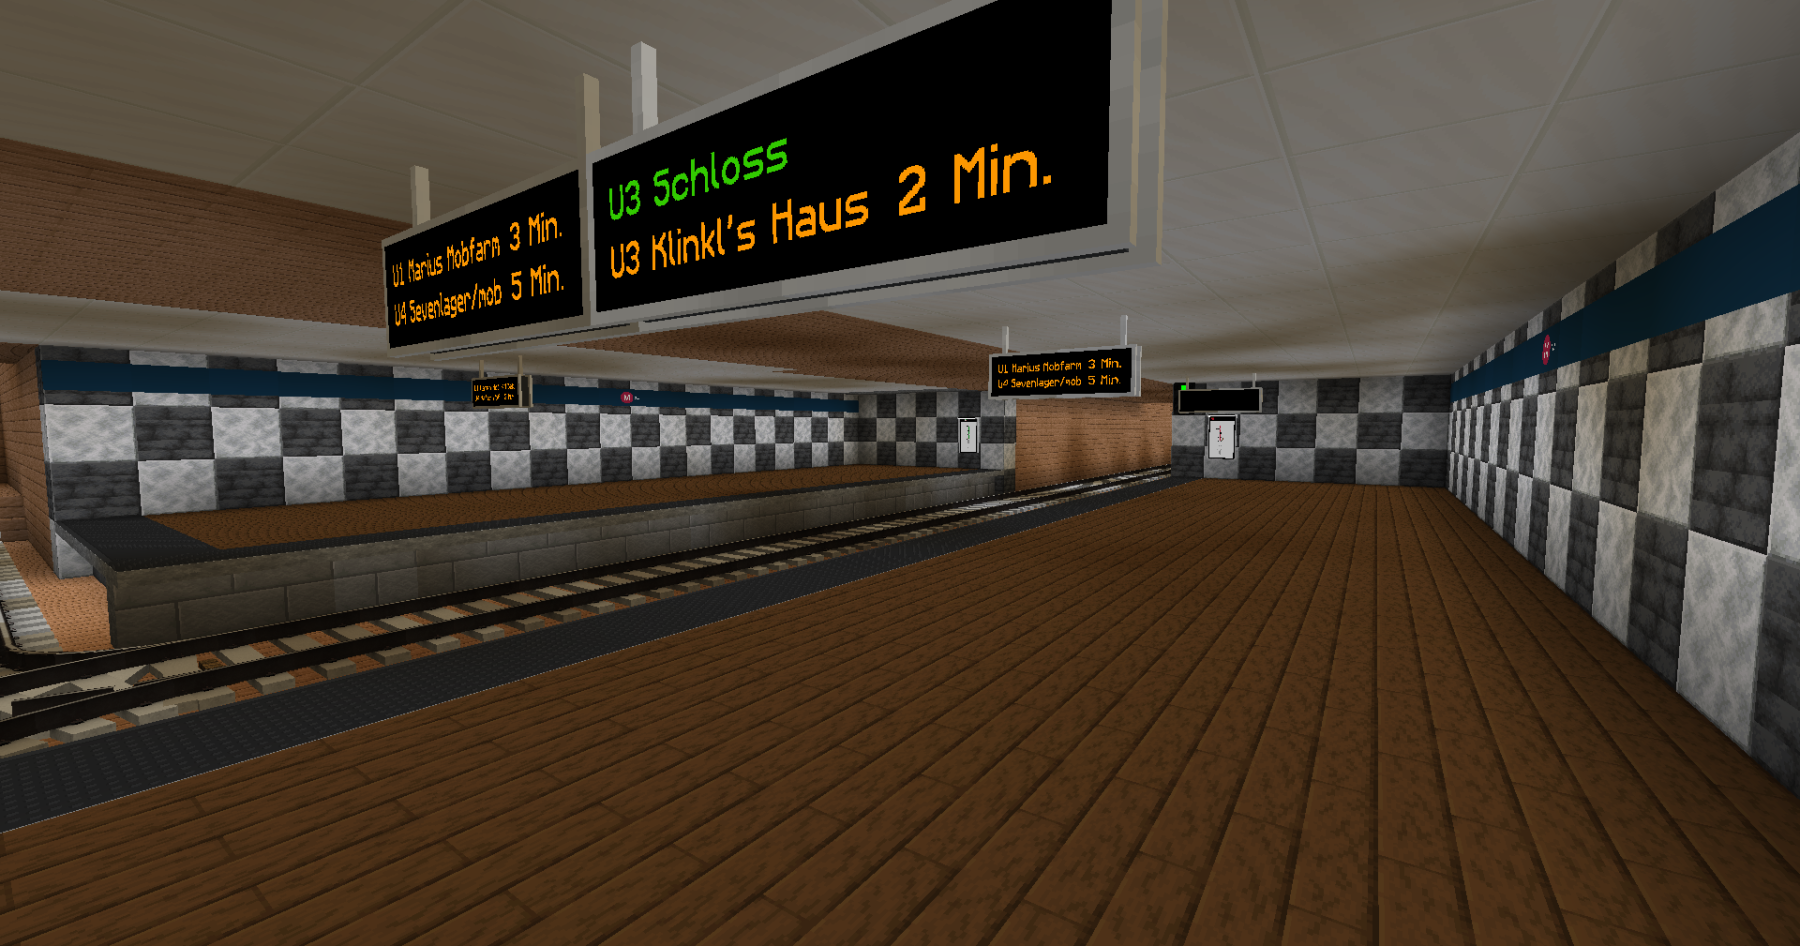 U3 Schloss
U3 Klinkl's Haus 2 Min.
U1 Marius Mobfarm 3 Min.
U4 Sevenlager/mob 5 Min.
U1 Marius Mobfarm 3 Min.
U4 Sevenlager/mob 5 Min.
M